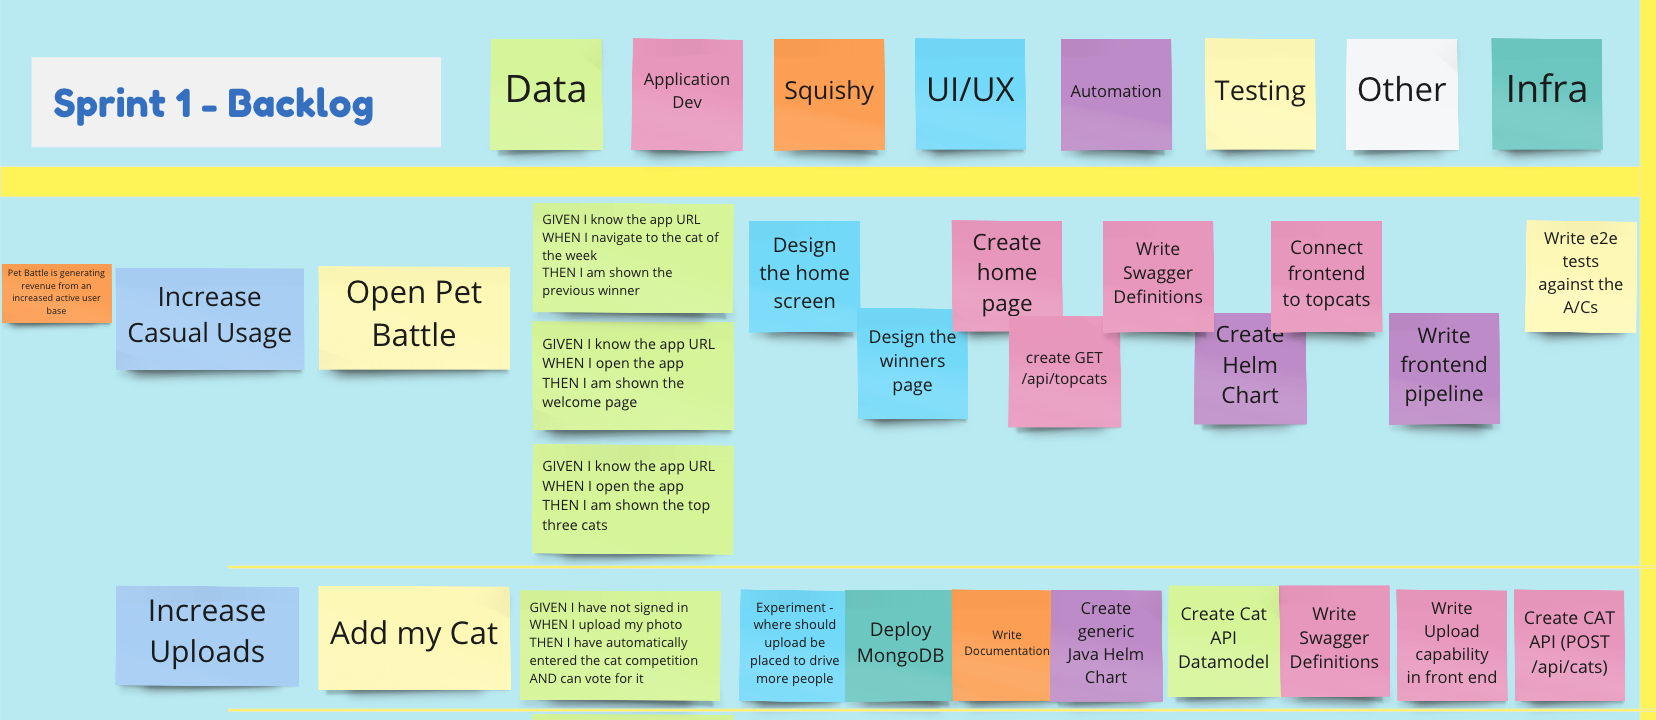 Sprint 1 - Backlog
Data
Application
Dev
Squishy
UI/UX
Automation
Testing
Other
Infra
Pet Battle is generating
revenue from an
increased active user
base
Increase
Casual Usage
Open Pet
Battle
GIVEN I know the app URL
WHEN I navigate to the cat of
the week
THEN I am shown the
previous winner
GIVEN I know the app URL
WHEN I open the app
THEN I am shown the
welcome page
GIVEN I know the app URL
WHEN I open the app
THEN I am shown the top
three cats
Design
the home
screen
Design the
winners
page
Create
home
page
create GET
/api/topcats
Write
Swagger
Definitions
Create
Helm
Chart
Connect
frontend
to topcats
Write
frontend
pipeline
Write e2e
tests
against the
A/Cs
Increase
Uploads
Add my Cat
GIVEN I have not signed in
WHEN I upload my photo
THEN I have automatically
entered the cat competition
AND can vote for it
Experiment -
where should
upload be
placed to drive
more people
Deploy
MongoDB
Write
Documentation
Create
generic
Java Helm
Chart
Create Cat
API
Datamodel
Write
Swagger
Definitions
Write
Upload
capability
in front end
Create CAT
API (POST
/api/cats)